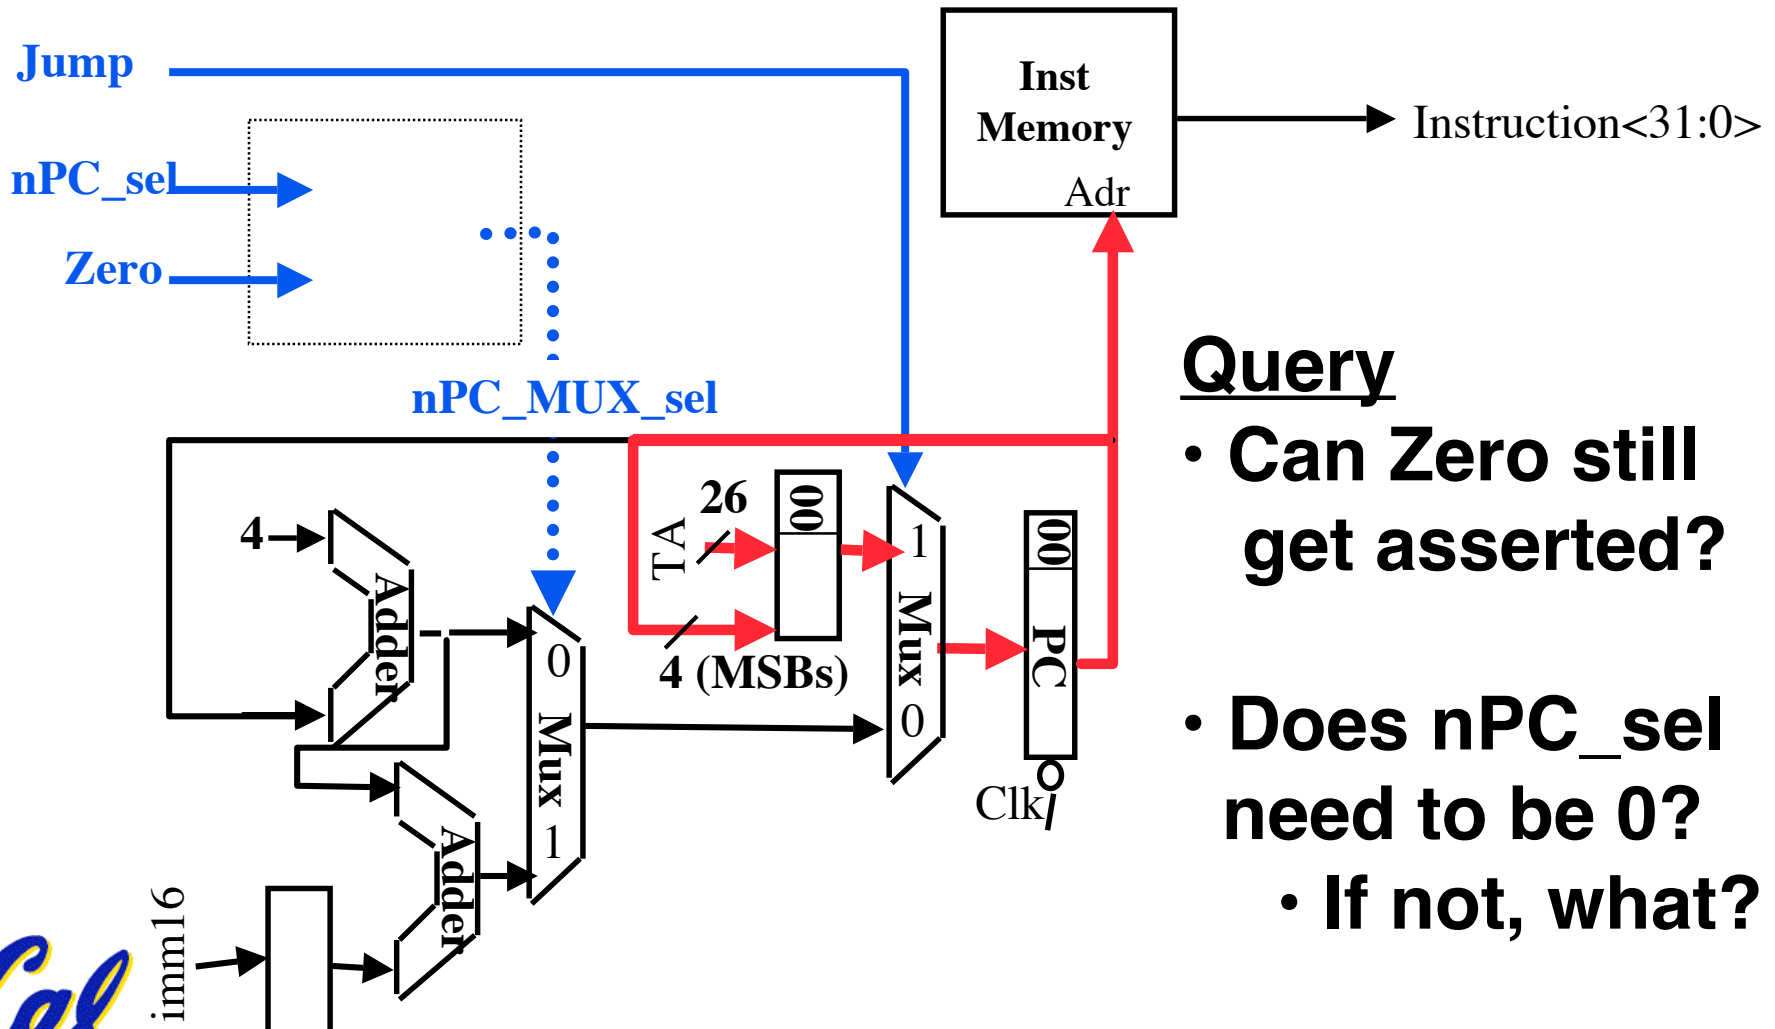 Jump
Inst
Memory
Adr
Instruction<31:0>
nPC_sel
Zero
nPC_MUX_sel
Query
• Can Zero still
get asserted?
• Does nPC_sel
need to be 0?
• If not, what?
4
Adder
TA
26
00
4 (MSBs)
1
Mux
0
00
PC
Clk
0
Mux
1
Adder
imm16
Cal